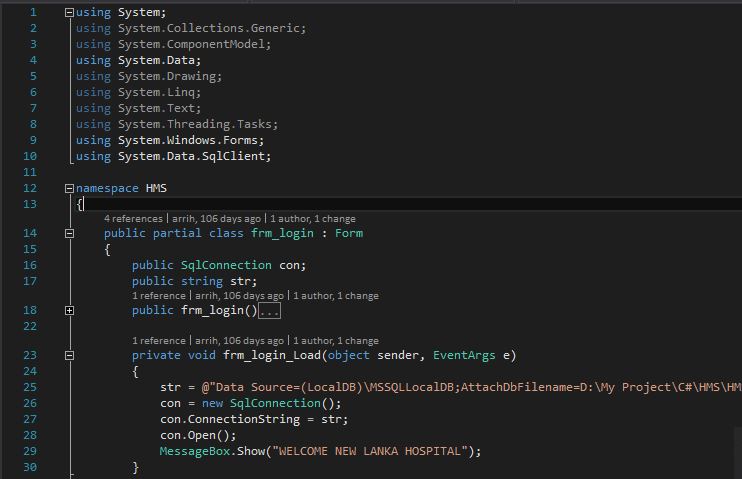 1 using System;
2 using System.Collections.Generic;
3 using System.ComponentModel;
4 using System.Data;
5 using System.Drawing;
6 using System.Linq;
7 using System.Text;
8 using System.Threading.Tasks;
9 using System.Windows.Forms;
10 using System.Data.SqlClient;
11
12 namespace HMS
13 {
4 references | arrih, 106 days ago | 1 author, 1 change
14 public partial class frm_login : Form
15 {
16 public SqlConnection con;
17 public string str;
1 reference | arrih, 106 days ago | 1 author, 1 change
18 public frm_login()...
22
1 reference | arrih, 106 days ago | 1 author, 1 change
23 private void frm_login_Load(object sender, EventArgs e)
24 {
25 str = @"Data Source=(LocalDB)\MSSQLLocalDB;AttachDbFilename=D:\My Project\C#\HMS\HM
26 con = new SqlConnection();
27 con.ConnectionString = str;
28 con.Open();
29 MessageBox.Show("WELCOME NEW LANKA HOSPITAL");
30 }